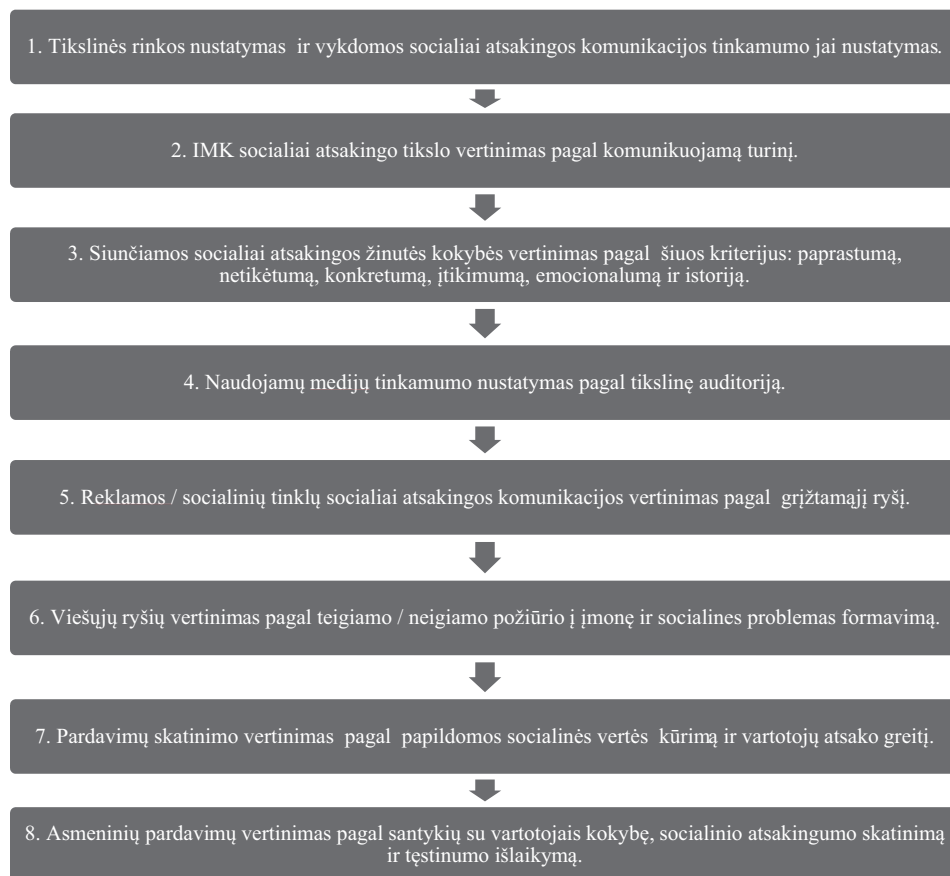 1. Tikslinės rinkos nustatymas ir vykdomos socialiai atsakingos komunikacijos tinkamumo jai nustatymas.
2. IMK socialiai atsakingo tikslo vertinimas pagal komunikuojamą turinį.
3. Siunčiamos socialiai atsakingos žinutės kokybės vertinimas pagal šiuos kriterijus: paprastumą,
netikėtumą, konkretumą, įtikimumą, emocionalumą ir istoriją.
4. Naudojamų medijų tinkamumo nustatymas pagal tikslinę auditoriją.
5. Reklamos / socialinių tinklų socialiai atsakingos komunikacijos vertinimas pagal grįžtamąjį ryšį.
6. Viešųjų ryšių vertinimas pagal teigiamo / neigiamo požiūrio į įmonę ir socialines problemas formavimą.
7. Pardavimų skatinimo vertinimas pagal papildomos socialinės vertės kūrimą ir vartotojų atsako greitį.
8. Asmeninių pardavimų vertinimas pagal santykių su vartotojais kokybę, socialinio atsakingumo skatinimą
ir tęstinumo išlaikymą.